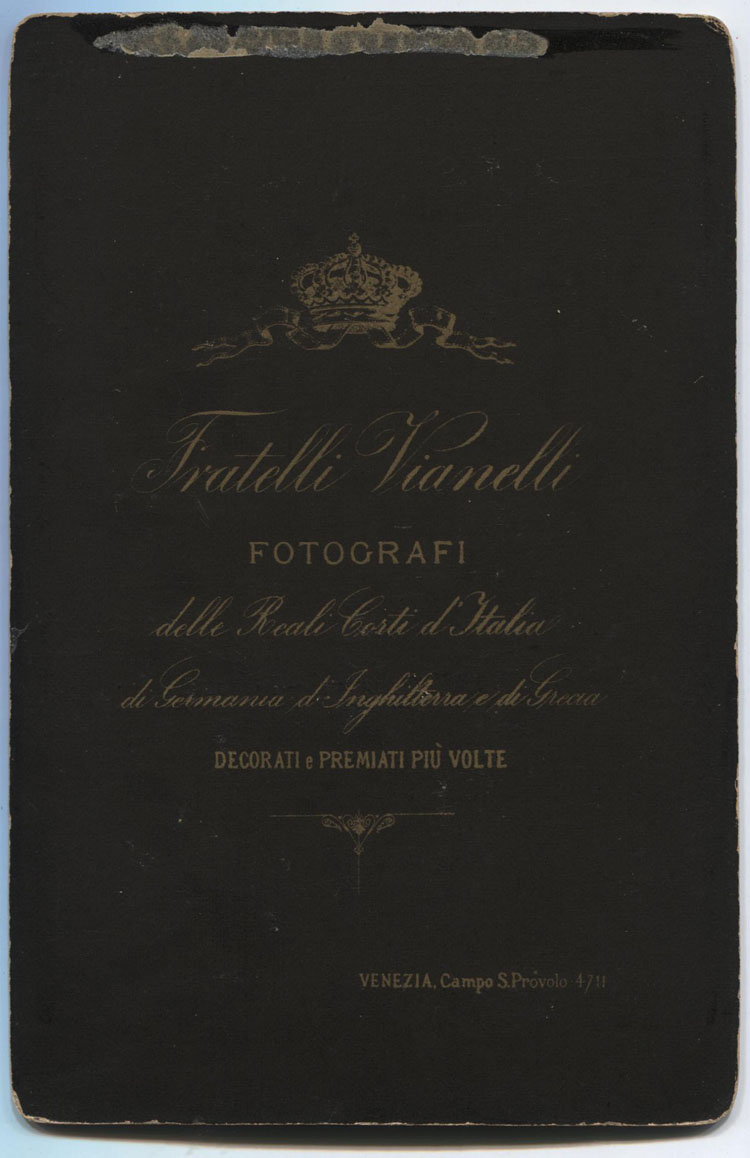 Fratelli Vianelli
FOTOGRAFI
delle Reali Corti d'Italia
di Germania d'Inghilterra e di Grecia
DECORATI e PREMIATI PIÙ VOLTE
VENEZIA, Campo S. Provolo 4711